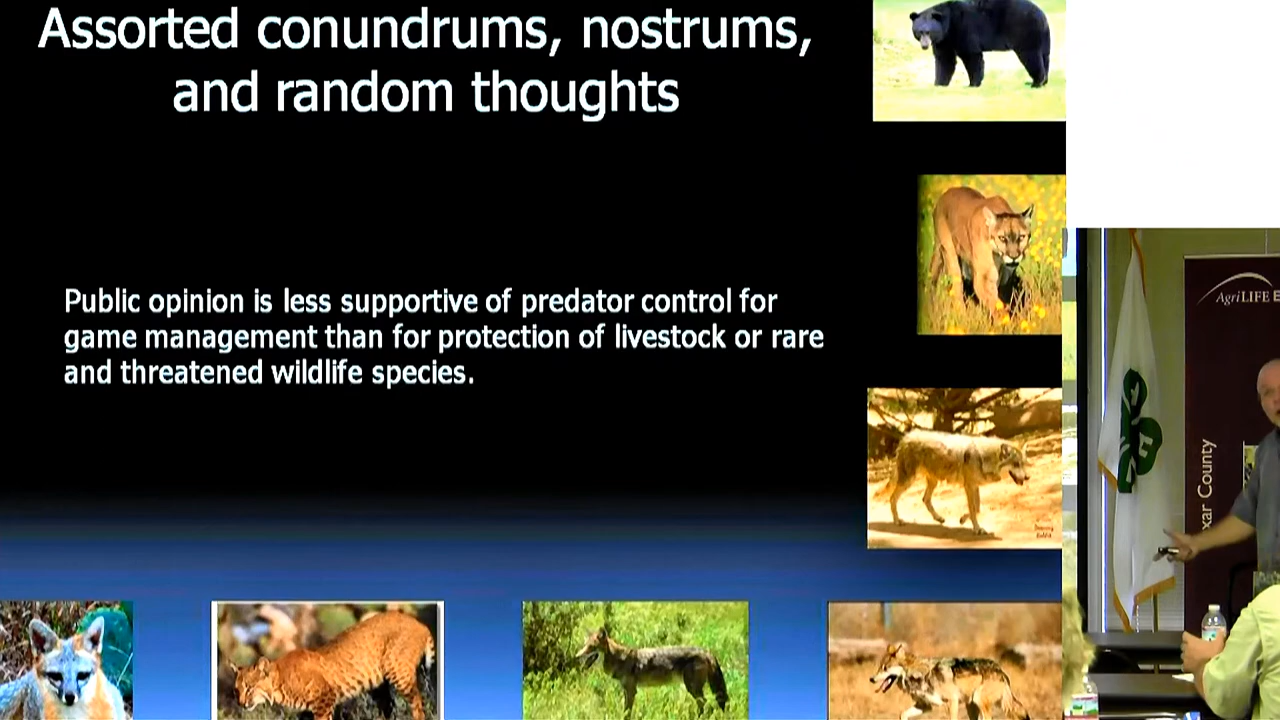 Assorted conundrums, nostrums,
and random thoughts
Public opinion is less supportive of predator control for
game management than for protection of livestock or rare
and threatened wildlife species.
AgriLIFE E
xar County